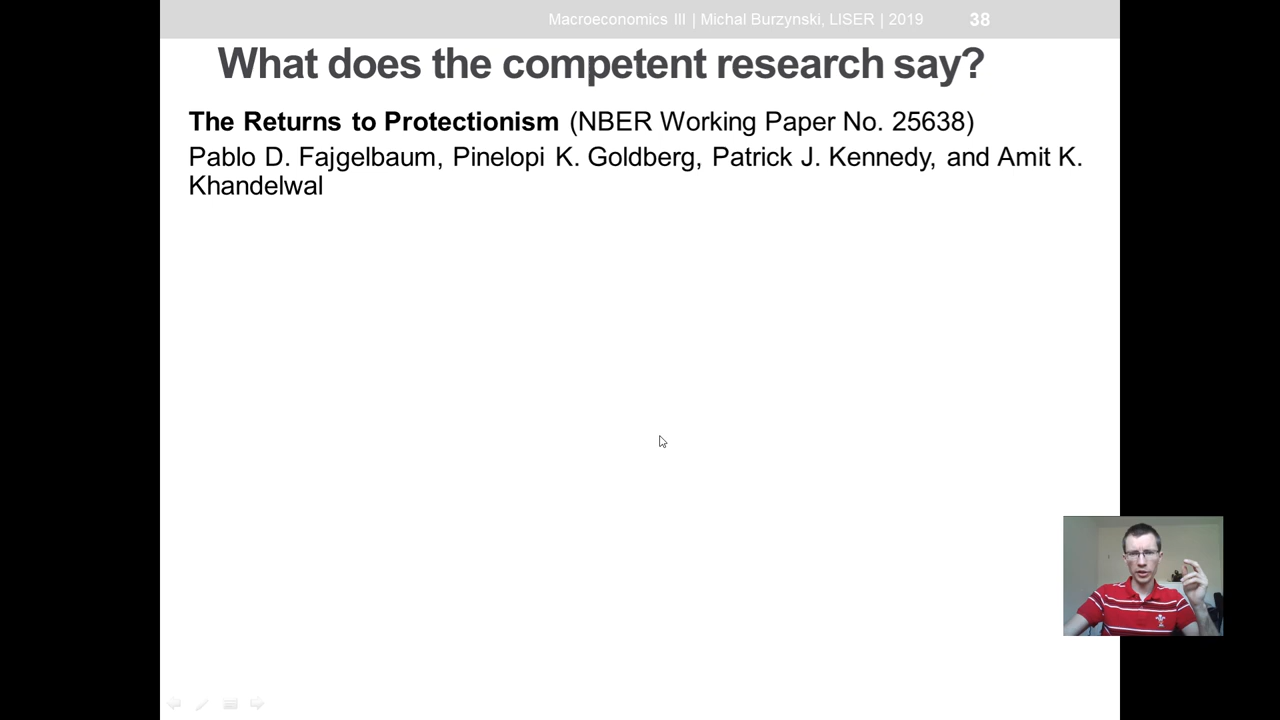 Macroeconomics III | Michal Burzynski, LISER | 2019 38
What does the competent research say?
The Returns to Protectionism (NBER Working Paper No. 25638)
Pablo D. Fajgelbaum, Pinelopi K. Goldberg, Patrick J. Kennedy, and Amit K.
Khandelwal